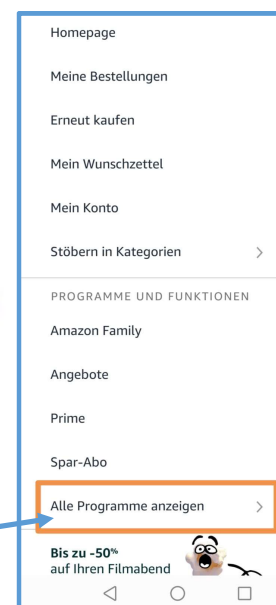 Homepage
Meine Bestellungen
Erneut kaufen
Mein Wunschzettel
Mein Konto
Stöbern in Kategorien
PROGRAMME UND FUNKTIONEN
Amazon Family
Angebote
Prime
Spar-Abo
Alle Programme anzeigen
Bis zu -50%
auf Ihren Filmabend